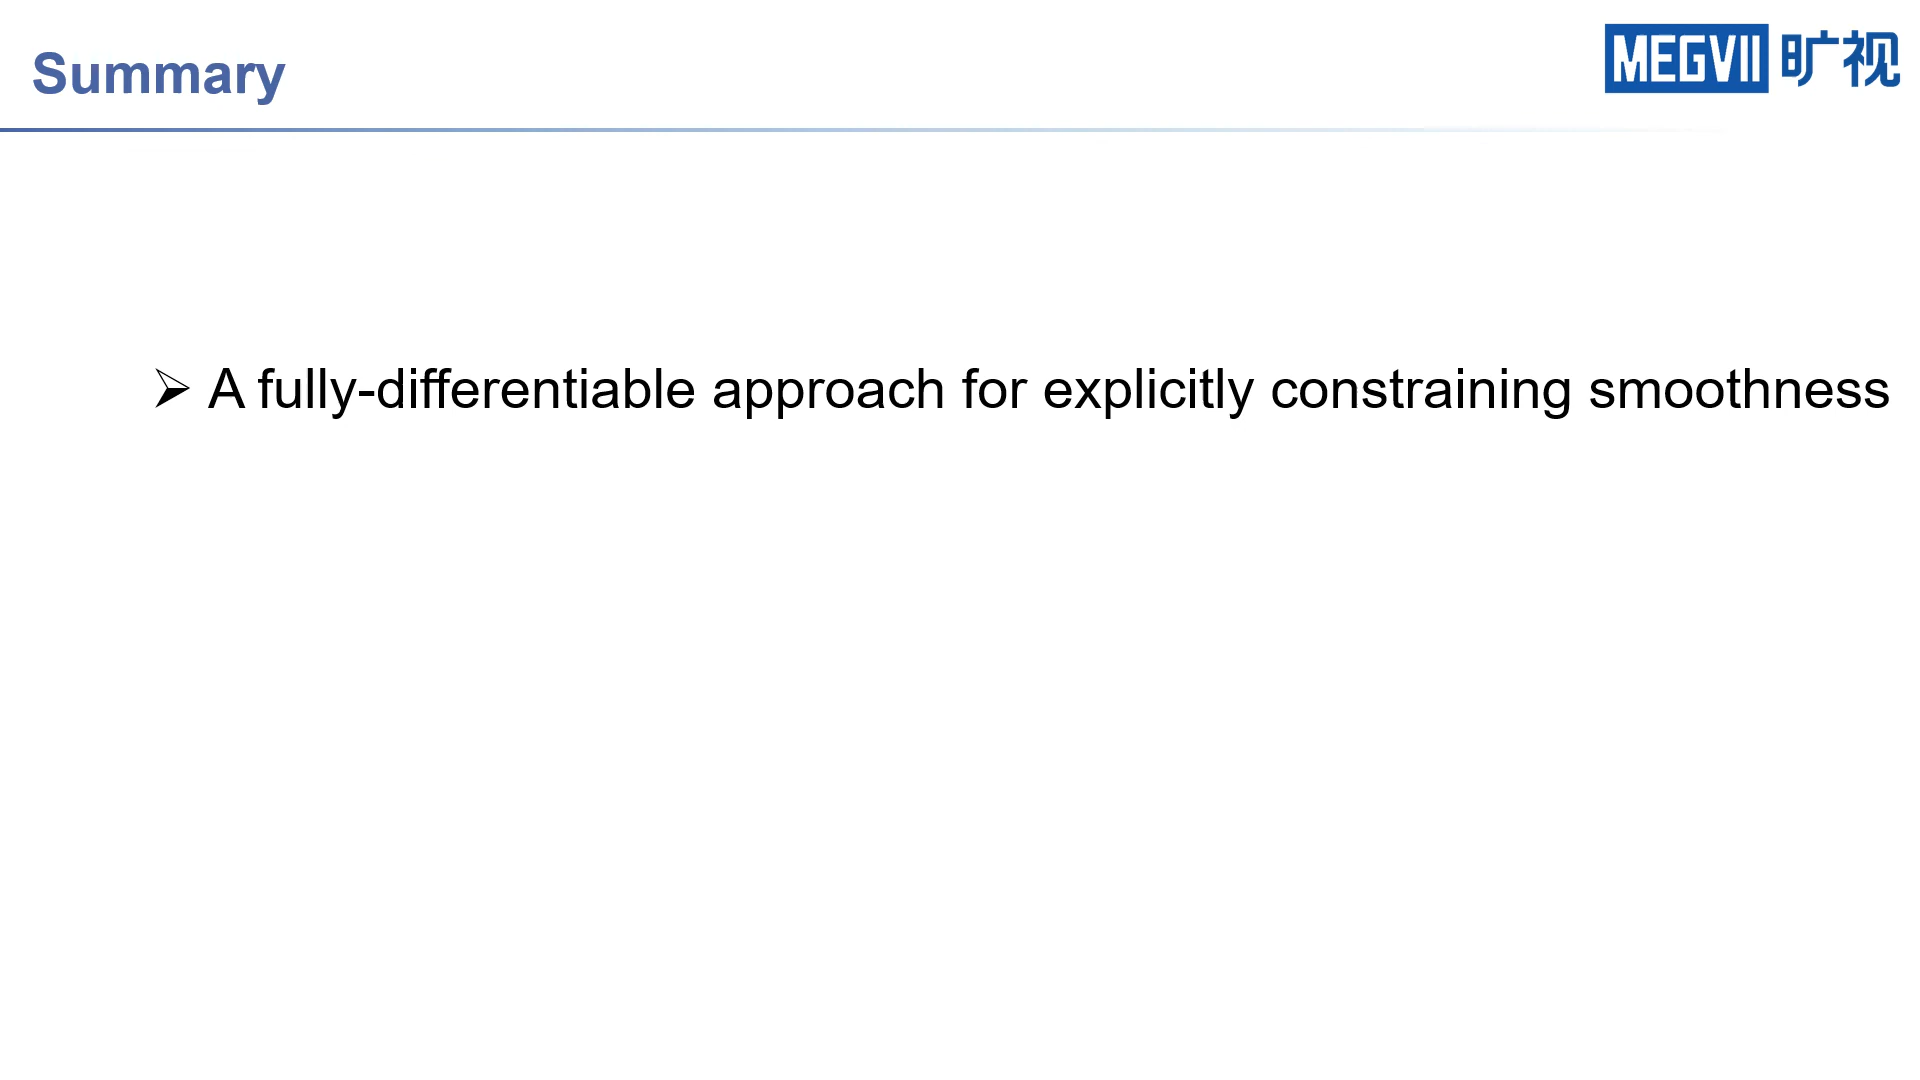 Summary
MEGVII 旷视
A fully-differentiable approach for explicitly constraining smoothness